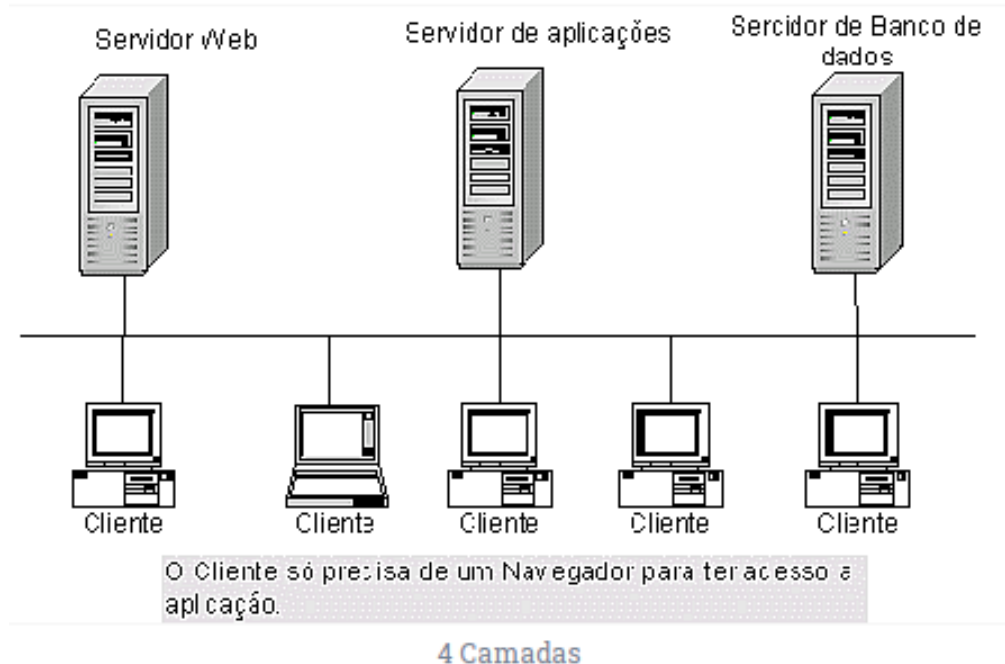 Servidor Web
Servidor de aplicações
Sercidor de Banco de
dados
Cliente
Cliente
Cliente
Cliente
Cliente
O Cliente só precisa de um Navegador para ter acesso a
aplicação.
4 Camadas